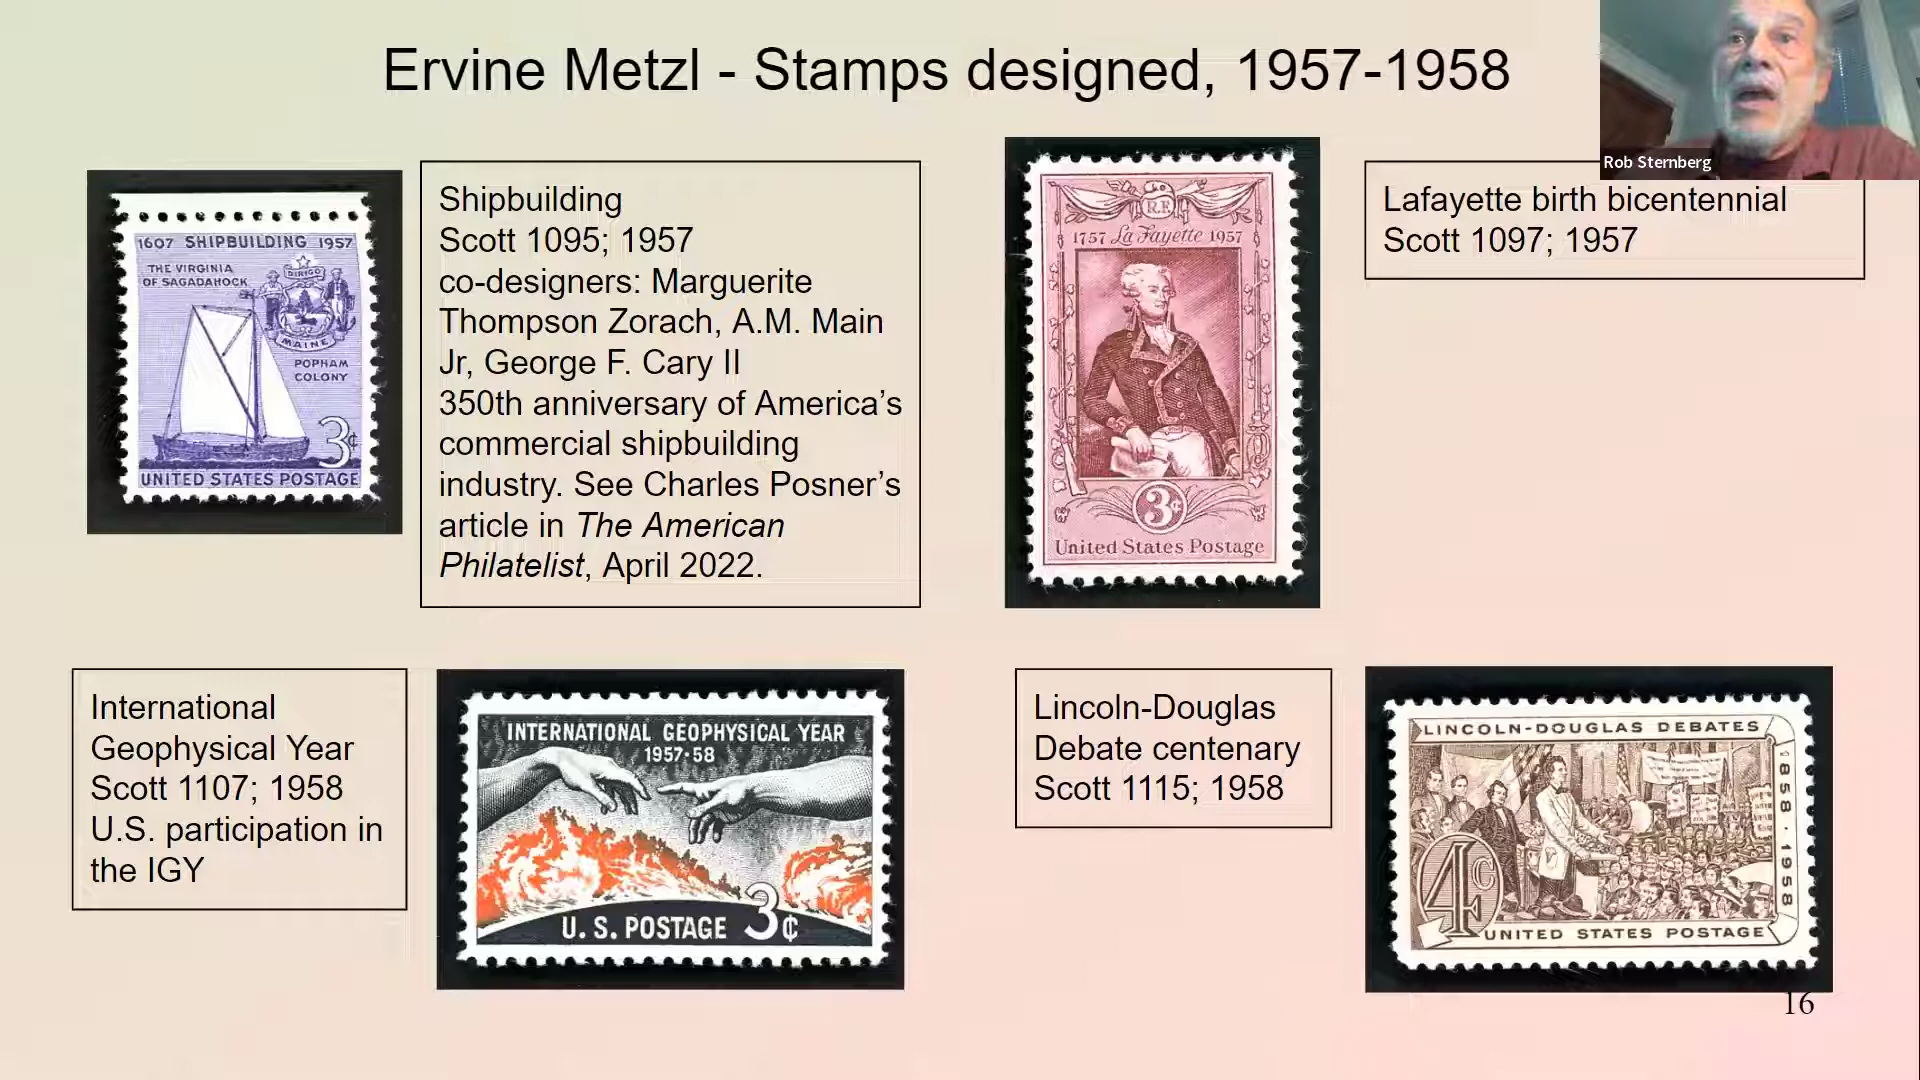 Ervine Metzl - Stamps designed, 1957-1958
Rob Sternberg
1607 SHIPBUILDING 1957
THE VIRGINIA
OF SAGADAHOCK
DIRIGO
MAINE
POPHAM
COLONY
3¢
UNITED STATES POSTAGE
Shipbuilding
Scott 1095; 1957
co-designers: Marguerite
Thompson Zorach, A.M. Main
Jr, George F. Cary II
350th anniversary of America’s
commercial shipbuilding
industry. See Charles Posner’s
article in The American
Philatelist, April 2022.
R.F.
1757 La Fayette 1957
3¢
United States Postage
Lafayette birth bicentennial
Scott 1097; 1957
International
Geophysical Year
Scott 1107; 1958
U.S. participation in
the IGY
INTERNATIONAL GEOPHYSICAL YEAR
1957-58
U. S. POSTAGE 3¢
Lincoln-Douglas
Debate centenary
Scott 1115; 1958
LINCOLN-DOUGLAS DEBATES
1858 · 1958
4¢
UNITED STATES POSTAGE
16